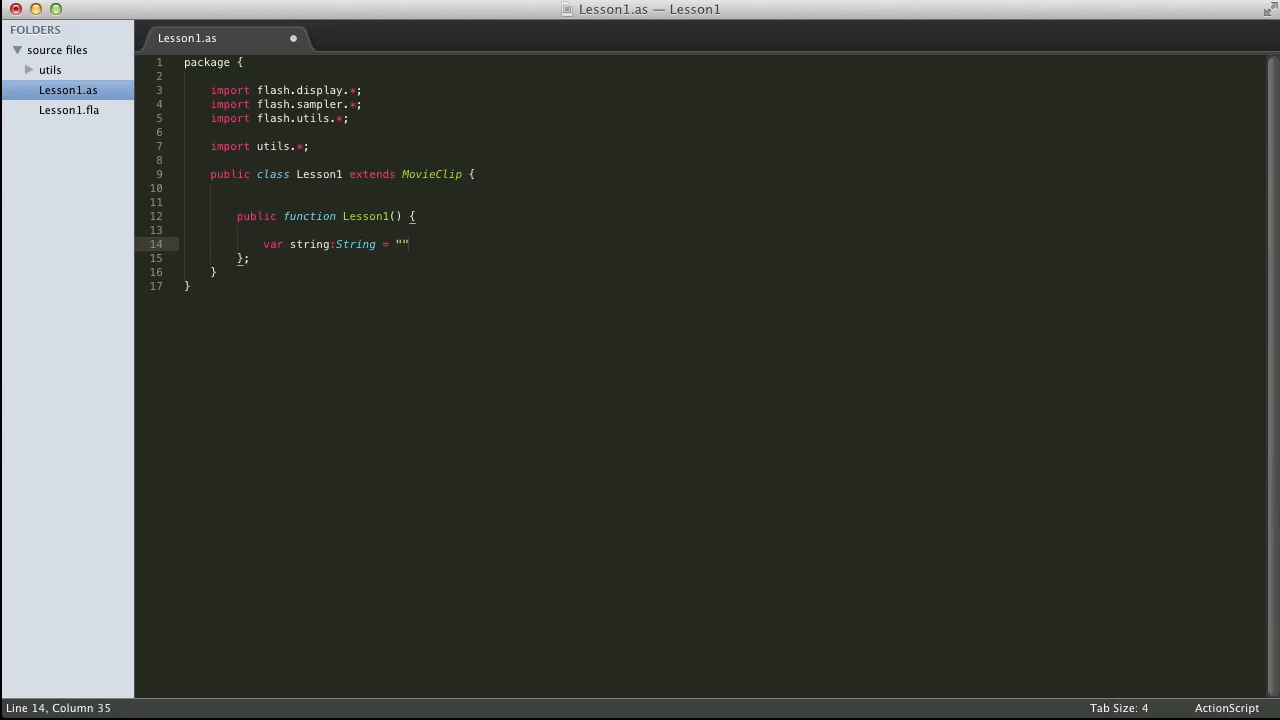 Lesson1.as — Lesson1
FOLDERS
source files
utils
Lesson1.as
Lesson1.fla
Lesson1.as
1 package {
2
3 import flash.display.*;
4 import flash.sampler.*;
5 import flash.utils.*;
6
7 import utils.*;
8
9 public class Lesson1 extends MovieClip {
10
11
12 public function Lesson1() {
13
14 var string:String = ""
15 };
16 }
17 }
Line 14, Column 35
Tab Size: 4
ActionScript